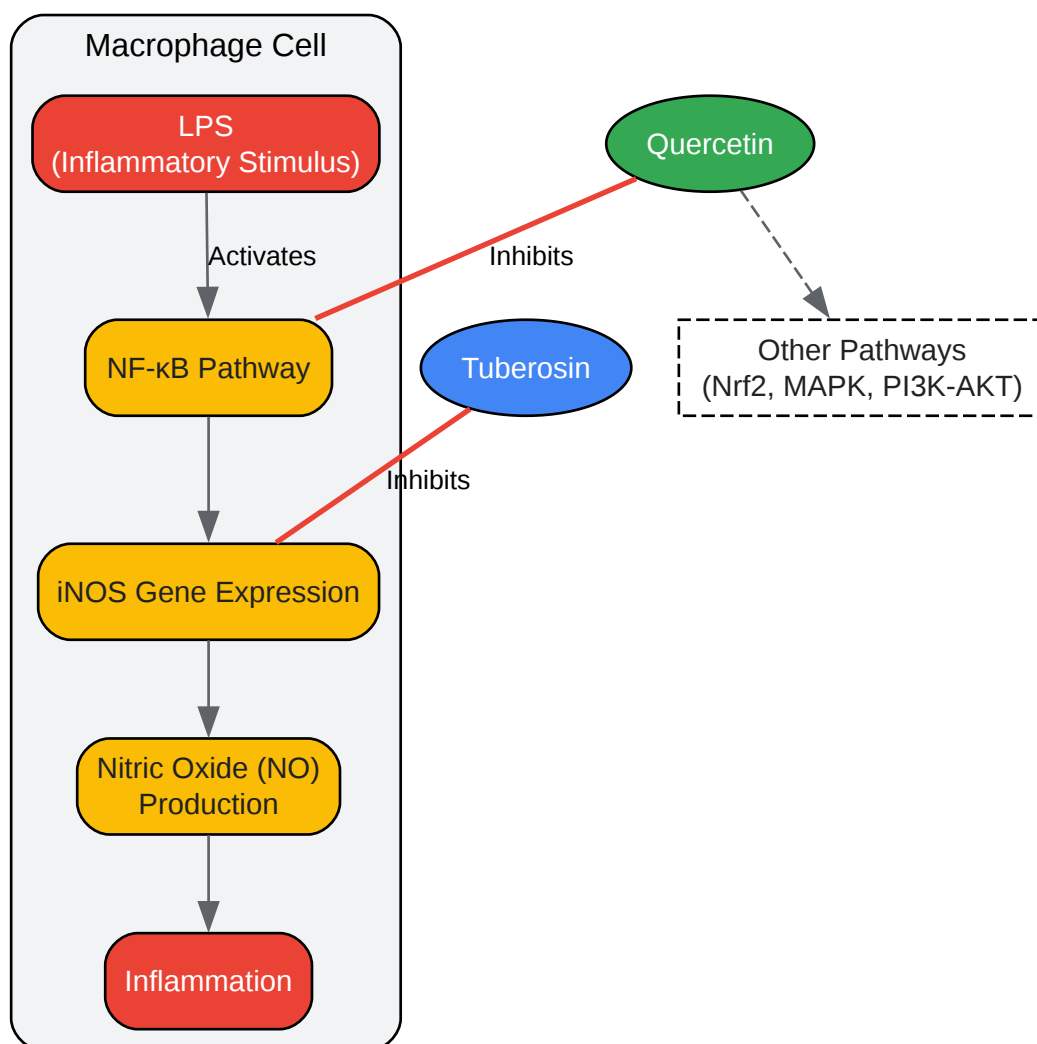 Macrophage Cell
LPS
(Inflammatory Stimulus)
Quercetin
Activates
Inhibits
NF-κB Pathway
Tuberosin
Other Pathways
(Nrf2, MAPK, PI3K-AKT)
Inhibits
iNOS Gene Expression
Nitric Oxide (NO)
Production
Inflammation